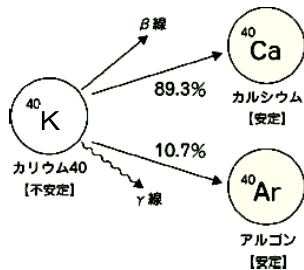 β線
⁴⁰Ca
カルシウム
【安定】
89.3%
⁴⁰K
カリウム40
【不安定】
10.7%
γ線
⁴⁰Ar
アルゴン
【安定】